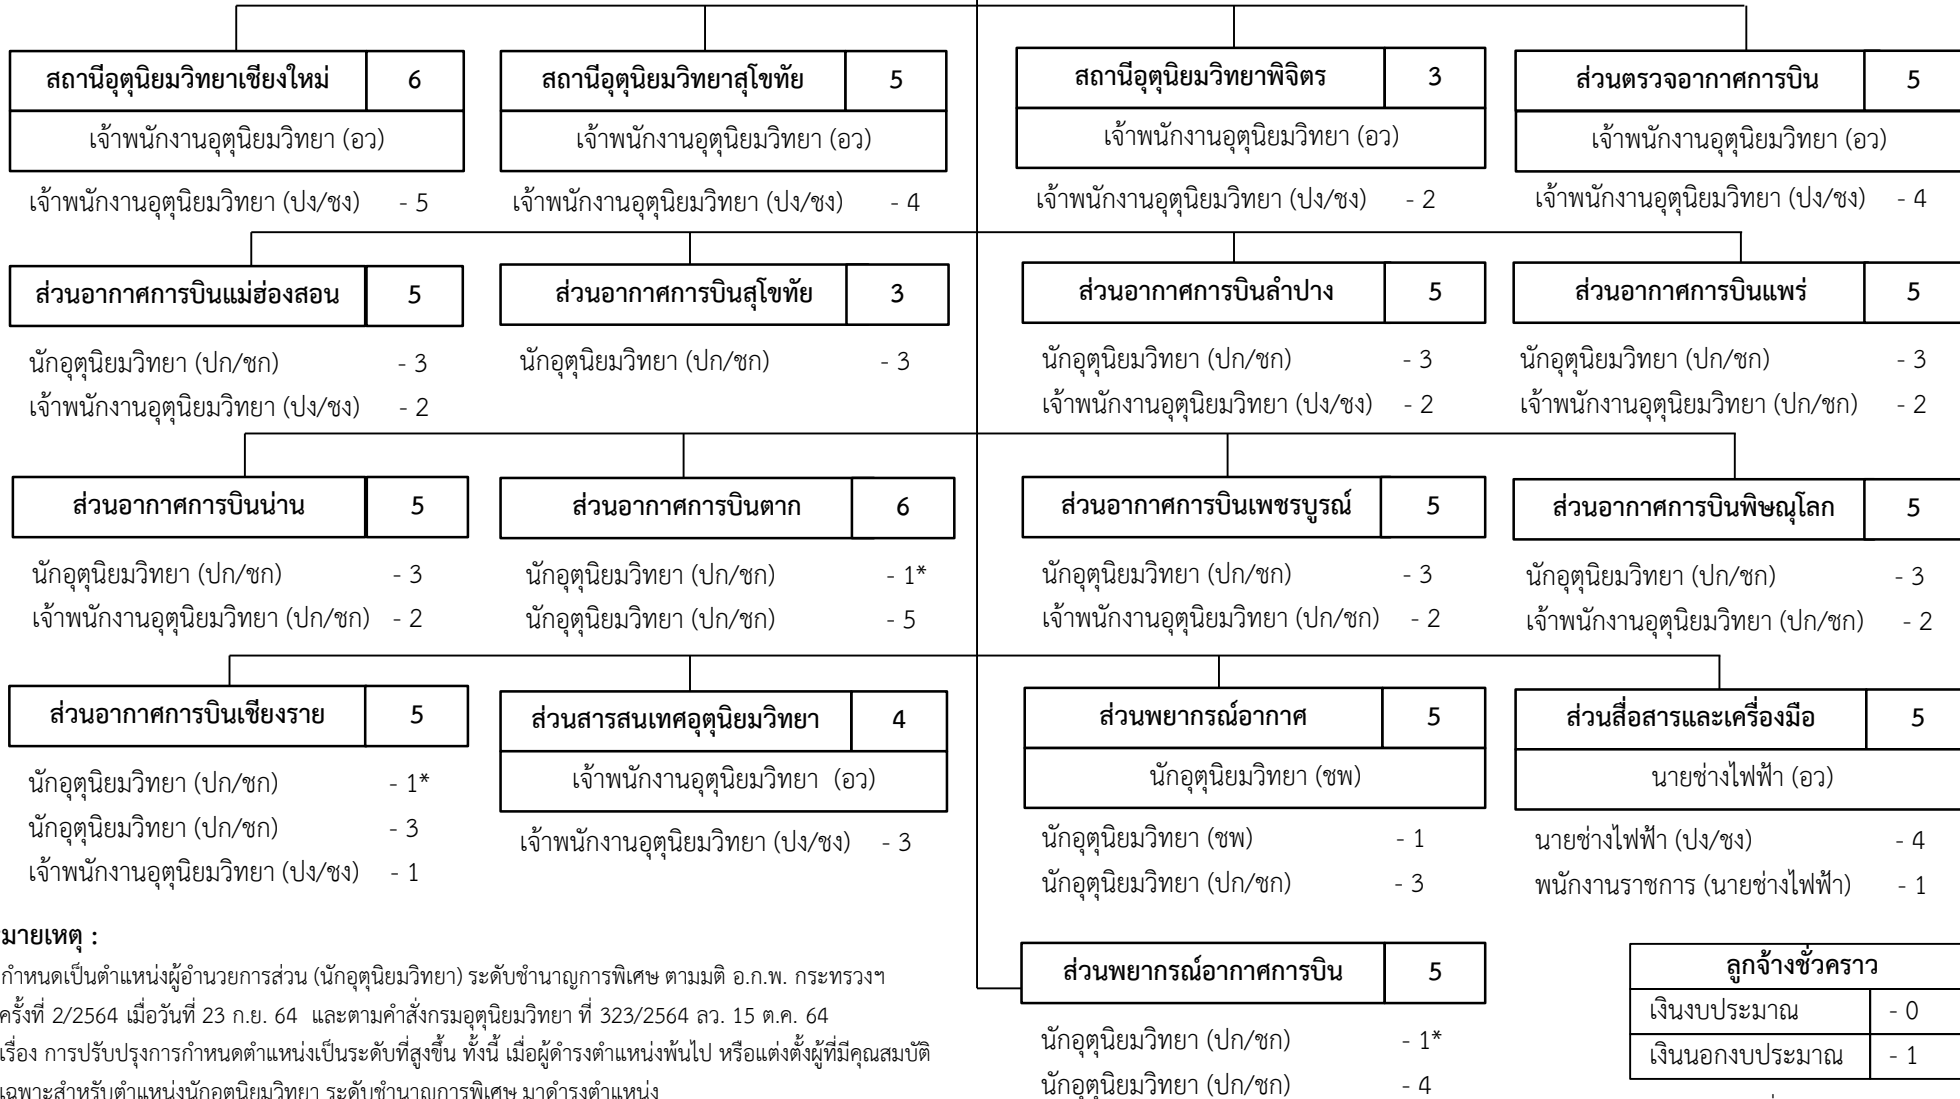 สถานีอุตุนิยมวิทยาเชียงใหม่ 6
เจ้าพนักงานอุตุนิยมวิทยา (อว)
เจ้าพนักงานอุตุนิยมวิทยา (ปง/ชง) - 5
สถานีอุตุนิยมวิทยาสุโขทัย 5
เจ้าพนักงานอุตุนิยมวิทยา (อว)
เจ้าพนักงานอุตุนิยมวิทยา (ปง/ชง) - 4
สถานีอุตุนิยมวิทยาพิจิตร 3
เจ้าพนักงานอุตุนิยมวิทยา (อว)
เจ้าพนักงานอุตุนิยมวิทยา (ปง/ชง) - 2
ส่วนตรวจอากาศการบิน 5
เจ้าพนักงานอุตุนิยมวิทยา (อว)
เจ้าพนักงานอุตุนิยมวิทยา (ปง/ชง) - 4
ส่วนอากาศการบินแม่ฮ่องสอน 5
นักอุตุนิยมวิทยา (ปก/ชก) - 3
เจ้าพนักงานอุตุนิยมวิทยา (ปง/ชง) - 2
ส่วนอากาศการบินสุโขทัย 3
นักอุตุนิยมวิทยา (ปก/ชก) - 3
ส่วนอากาศการบินลำปาง 5
นักอุตุนิยมวิทยา (ปก/ชก) - 3
เจ้าพนักงานอุตุนิยมวิทยา (ปง/ชง) - 2
ส่วนอากาศการบินแพร่ 5
นักอุตุนิยมวิทยา (ปก/ชก) - 3
เจ้าพนักงานอุตุนิยมวิทยา (ปก/ชก) - 2
ส่วนอากาศการบินน่าน 5
นักอุตุนิยมวิทยา (ปก/ชก) - 3
เจ้าพนักงานอุตุนิยมวิทยา (ปก/ชก) - 2
ส่วนอากาศการบินตาก 6
นักอุตุนิยมวิทยา (ปก/ชก) - 1*
นักอุตุนิยมวิทยา (ปก/ชก) - 5
ส่วนอากาศการบินเพชรบูรณ์ 5
นักอุตุนิยมวิทยา (ปก/ชก) - 3
เจ้าพนักงานอุตุนิยมวิทยา (ปก/ชก) - 2
ส่วนอากาศการบินพิษณุโลก 5
นักอุตุนิยมวิทยา (ปก/ชก) - 3
เจ้าพนักงานอุตุนิยมวิทยา (ปก/ชก) - 2
ส่วนอากาศการบินเชียงราย 5
นักอุตุนิยมวิทยา (ปก/ชก) - 1*
นักอุตุนิยมวิทยา (ปก/ชก) - 3
เจ้าพนักงานอุตุนิยมวิทยา (ปง/ชง) - 1
ส่วนสารสนเทศอุตุนิยมวิทยา 4
เจ้าพนักงานอุตุนิยมวิทยา (อว)
เจ้าพนักงานอุตุนิยมวิทยา (ปง/ชง) - 3
ส่วนพยากรณ์อากาศ 5
นักอุตุนิยมวิทยา (ชพ)
นักอุตุนิยมวิทยา (ชพ) - 1
นักอุตุนิยมวิทยา (ปก/ชก) - 3
ส่วนสื่อสารและเครื่องมือ 5
นายช่างไฟฟ้า (อว)
นายช่างไฟฟ้า (ปง/ชง) - 4
พนักงานราชการ (นายช่างไฟฟ้า) - 1
มายเหตุ :
กำหนดเป็นตำแหน่งผู้อำนวยการส่วน (นักอุตุนิยมวิทยา) ระดับชำนาญการพิเศษ ตามมติ อ.ก.พ. กระทรวงฯ
ครั้งที่ 2/2564 เมื่อวันที่ 23 ก.ย. 64 และตามคำสั่งกรมอุตุนิยมวิทยา ที่ 323/2564 ลว. 15 ต.ค. 64
เรื่อง การปรับปรุงการกำหนดตำแหน่งเป็นระดับที่สูงขึ้น ทั้งนี้ เมื่อผู้ดำรงตำแหน่งพ้นไป หรือแต่งตั้งผู้ที่มีคุณสมบัติ
เฉพาะสำหรับตำแหน่งนักอุตุนิยมวิทยา ระดับชำนาญการพิเศษ มาดำรงตำแหน่ง
ส่วนพยากรณ์อากาศการบิน 5
นักอุตุนิยมวิทยา (ปก/ชก) - 1*
นักอุตุนิยมวิทยา (ปก/ชก) - 4
ลูกจ้างชั่วคราว
เงินงบประมาณ - 0
เงินนอกงบประมาณ - 1